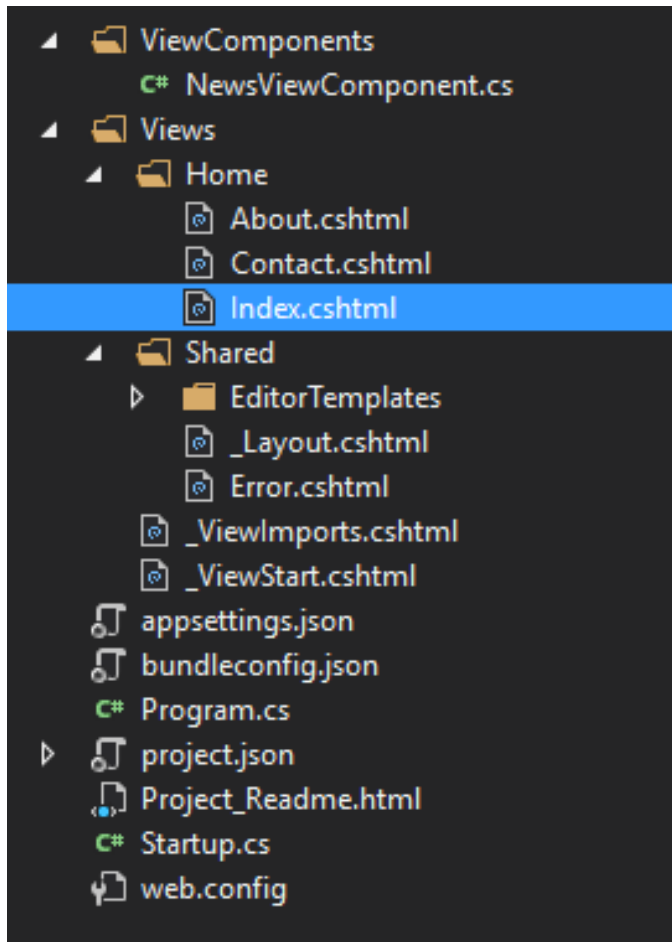 ViewComponents
C# NewsViewComponent.cs
Views
Home
About.cshtml
Contact.cshtml
Index.cshtml
Shared
EditorTemplates
_Layout.cshtml
Error.cshtml
_ViewImports.cshtml
_ViewStart.cshtml
appsettings.json
bundleconfig.json
C# Program.cs
project.json
Project_Readme.html
C# Startup.cs
web.config